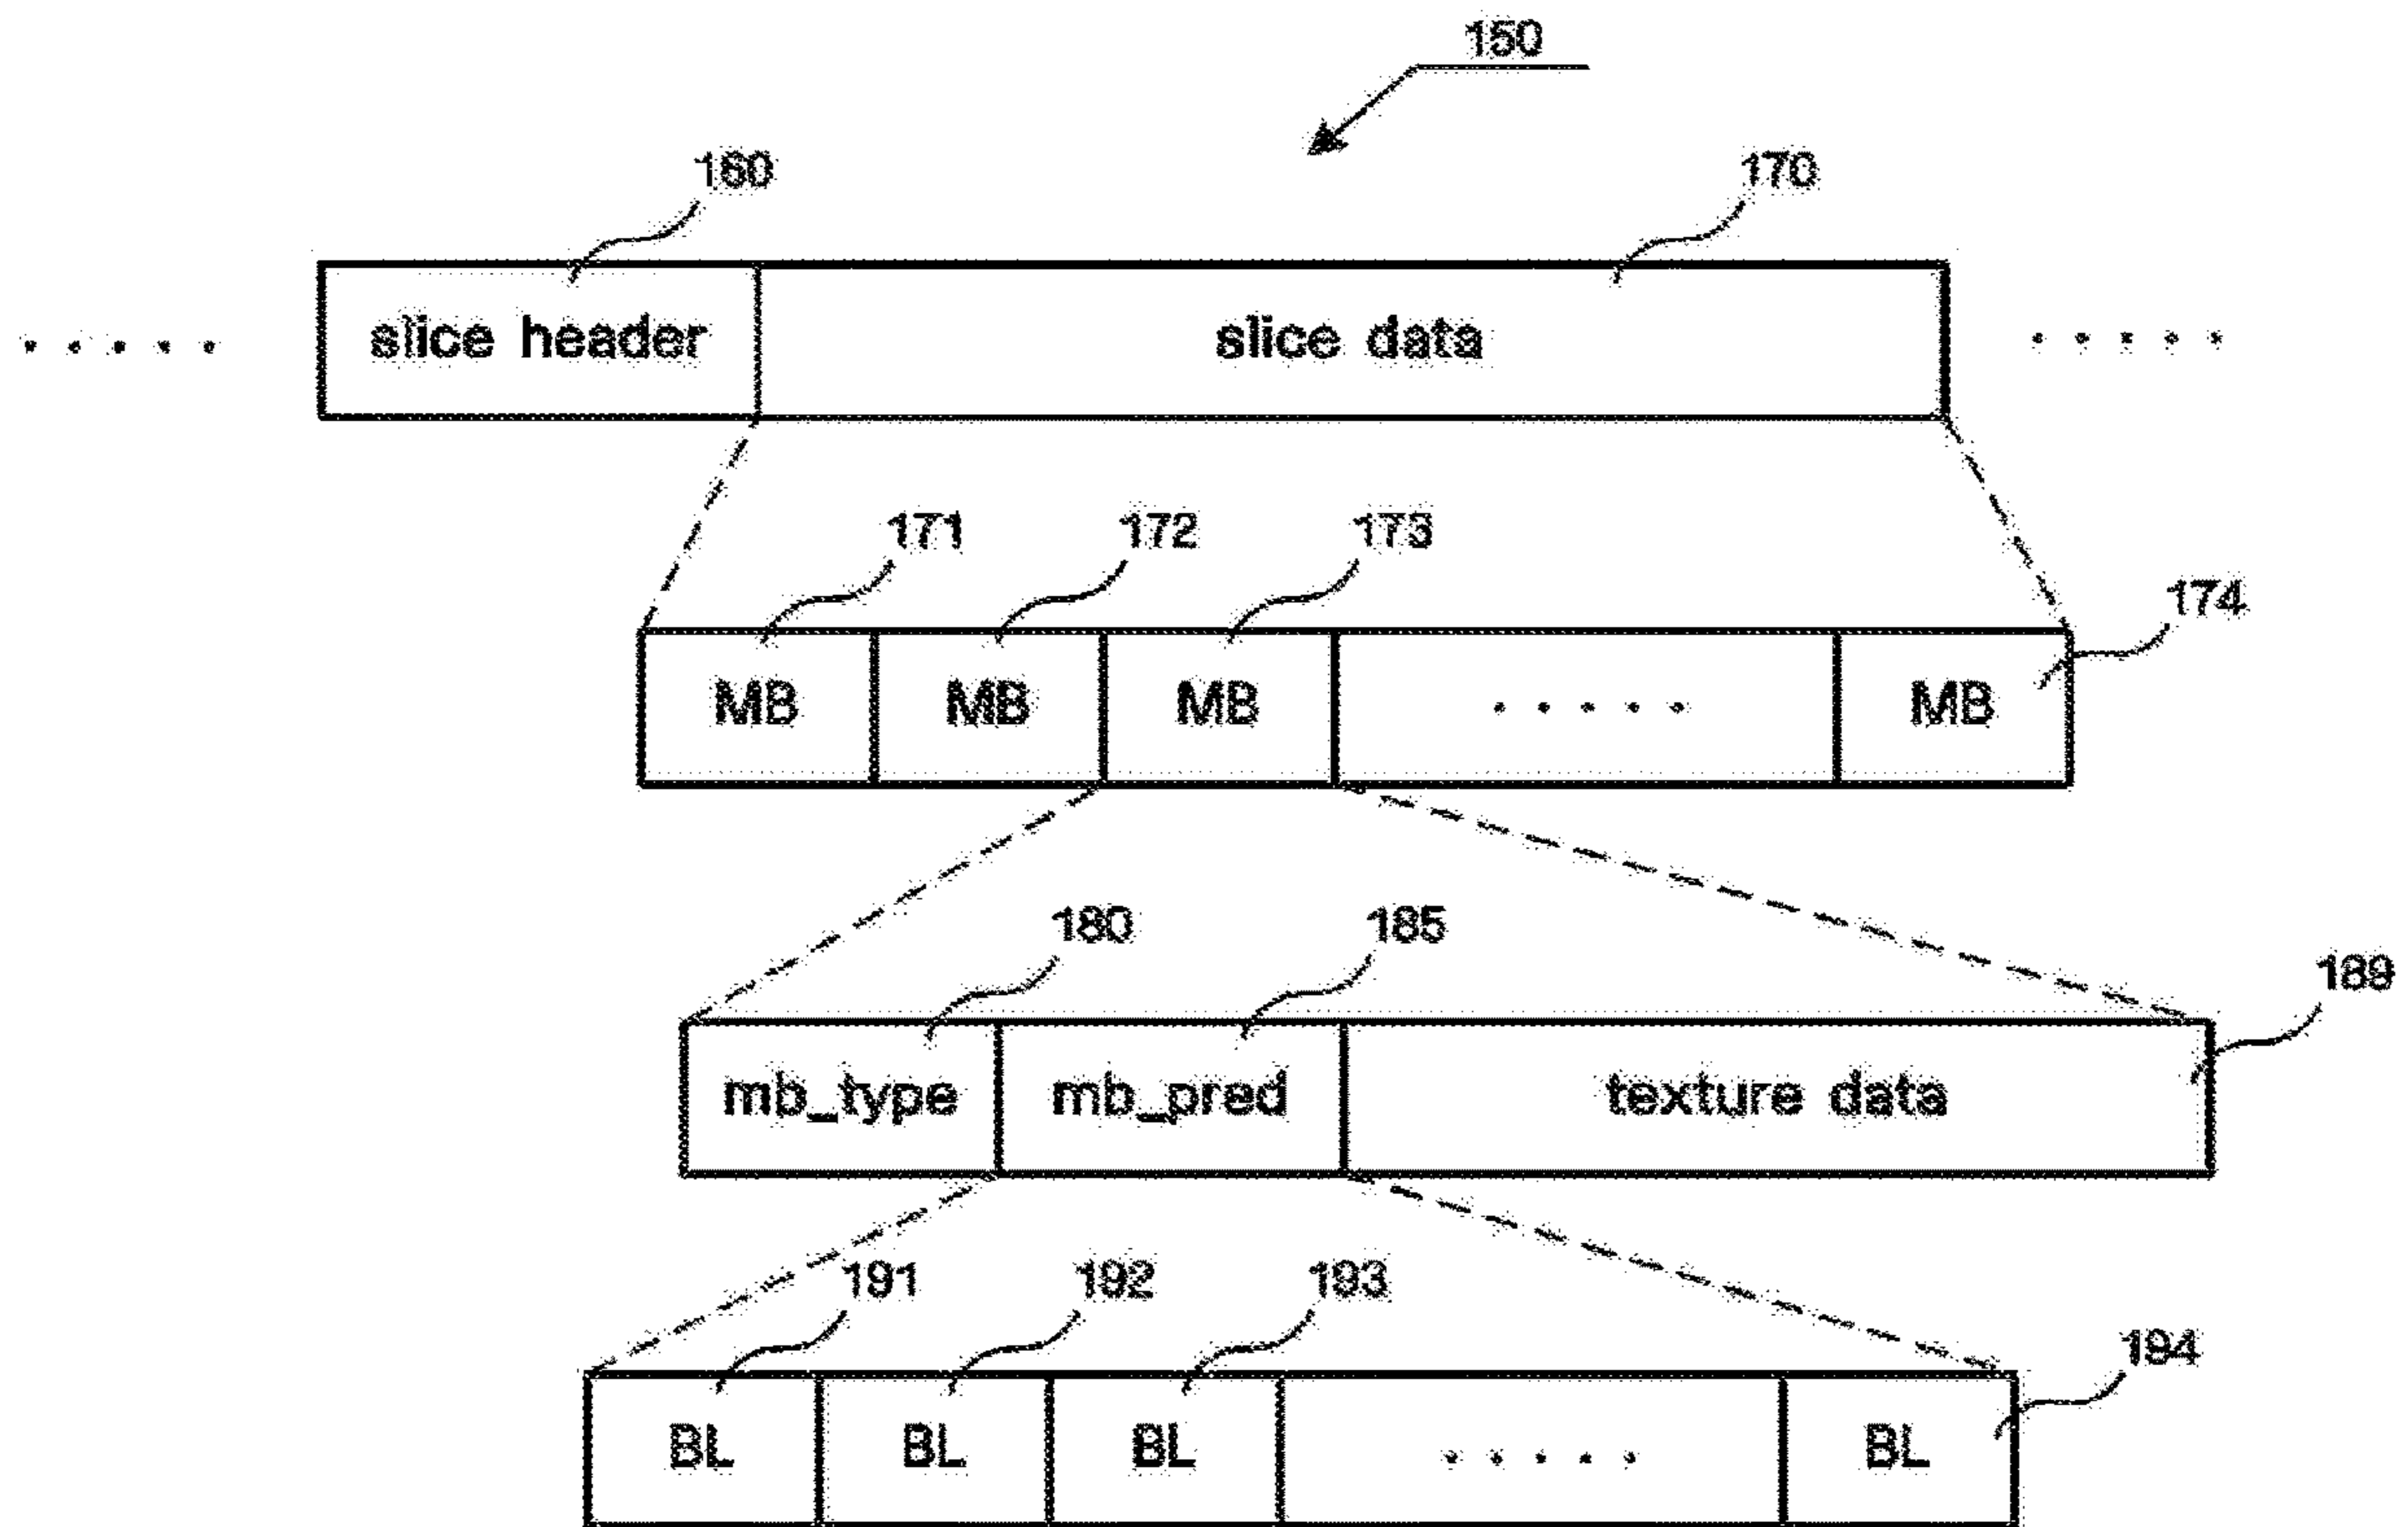 150
160 170
..... slice header slice data .....
171 172 173 174
MB MB MB ..... MB
180 185 189
mb_type mb_pred texture data
191 192 193 194
BL BL BL ..... BL